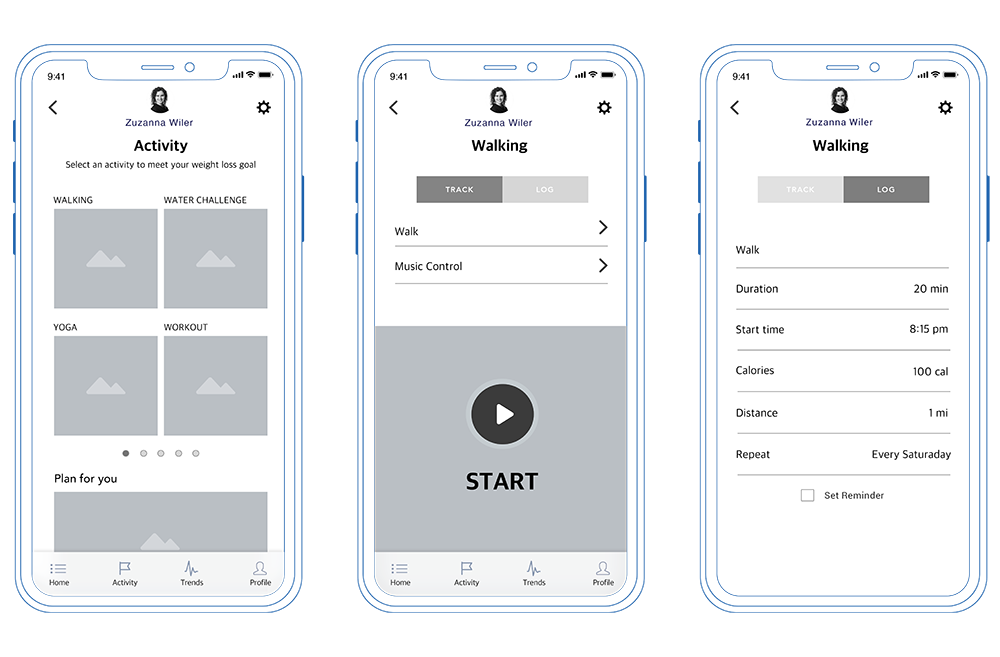 9:41
Zuzanna Wiler
Activity
Select an activity to meet your weight loss goal
WALKING
WATER CHALLENGE
YOGA
WORKOUT
Plan for you
Home
Activity
Trends
Profile
9:41
Zuzanna Wiler
Walking
TRACK
LOG
Walk
Music Control
START
Home
Activity
Trends
Profile
9:41
Zuzanna Wiler
Walking
TRACK
LOG
Walk
Duration 20 min
Start time 8:15 pm
Calories 100 cal
Distance 1 mi
Repeat Every Saturaday
Set Reminder